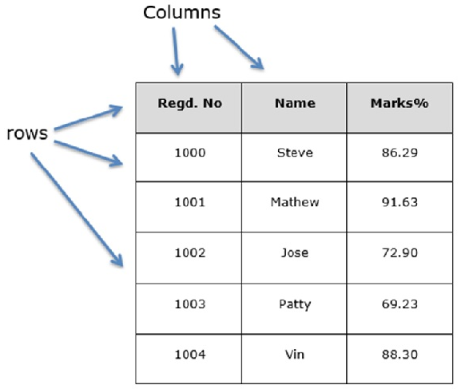 Columns
rows
Regd. No Name Marks%
1000 Steve 86.29
1001 Mathew 91.63
1002 Jose 72.90
1003 Patty 69.23
1004 Vin 88.30